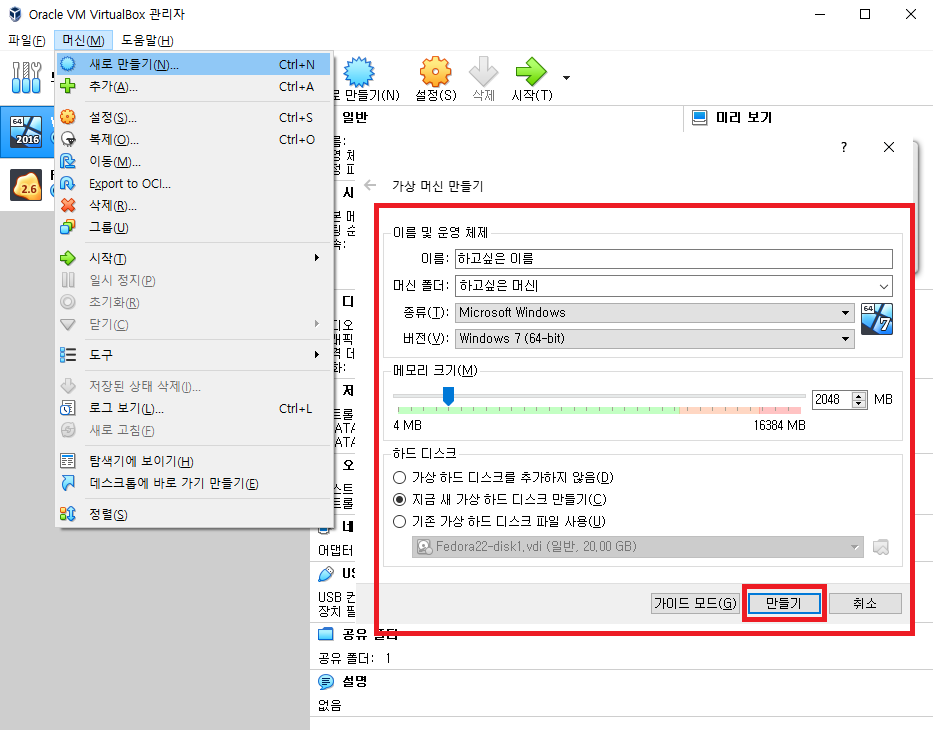 Oracle VM VirtualBox 관리자
파일(F) 머신(M) 도움말(H)
새로 만들기(N)... Ctrl+N
추가(A)... Ctrl+A
설정(S)... Ctrl+S
복제(O)... Ctrl+O
이동(M)...
Export to OCI...
삭제(R)...
그룹(U)
시작(T)
일시 정지(P)
초기화(R)
닫기(C)
도구
저장된 상태 삭제(J)...
로그 보기(L)... Ctrl+L
새로 고침(F)
탐색기에 보이기(H)
데스크톱에 바로 가기 만들기(E)
정렬(S)
64
2016
2.6
만들기(N) 설정(S) 삭제 시작(T)
일반
미리 보기
가상 머신 만들기
이름 및 운영 체제
이름: 하고싶은 이름
머신 폴더: 하고싶은 머신
종류(T): Microsoft Windows
버전(V): Windows 7 (64-bit)
64
7
메모리 크기(M)
2048 MB
4 MB 16384 MB
하드 디스크
가상 하드 디스크를 추가하지 않음(D)
지금 새 가상 하드 디스크 만들기(C)
기존 가상 하드 디스크 파일 사용(U)
Fedora22-disk1.vdi (일반, 20.00 GB)
가이드 모드(G) 만들기 취소
어댑터
USB 컨
장치 필
공유 폴더
공유 폴더: 1
설명
없음